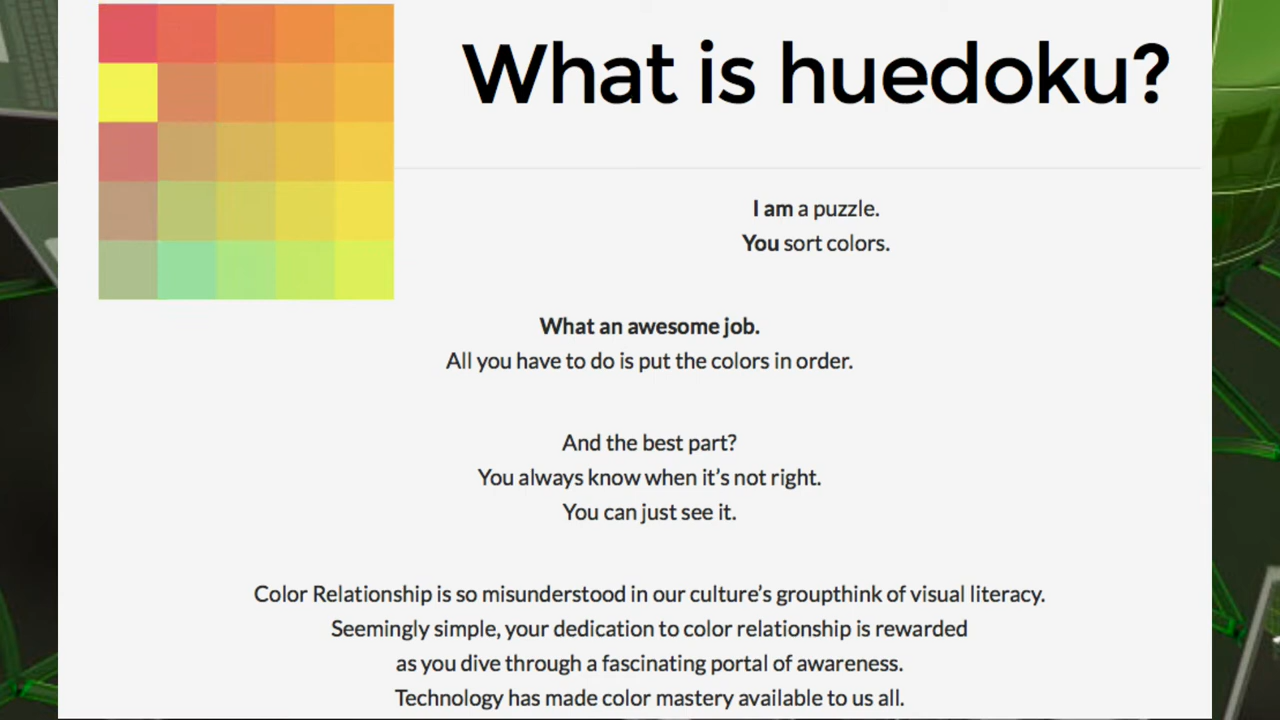 What is huedoku?
I am a puzzle.
You sort colors.
What an awesome job.
All you have to do is put the colors in order.
And the best part?
You always know when it’s not right.
You can just see it.
Color Relationship is so misunderstood in our culture’s groupthink of visual literacy.
Seemingly simple, your dedication to color relationship is rewarded
as you dive through a fascinating portal of awareness.
Technology has made color mastery available to us all.